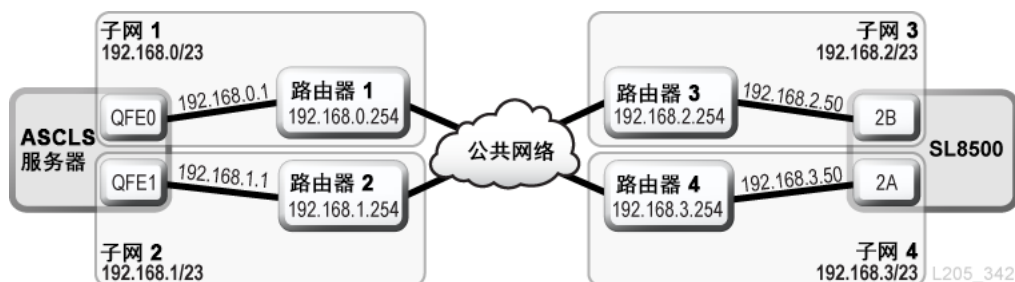 子网 1
192.168.0/23
192.168.0.1
路由器 1
192.168.0.254
QFE0
ASCLS
服务器
QFE1
192.168.1.1
路由器 2
192.168.1.254
子网 2
192.168.1/23
公共网络
子网 3
192.168.2/23
路由器 3
192.168.2.254
192.168.2.50
2B
SL8500
路由器 4
192.168.3.254
192.168.3.50
2A
子网 4
192.168.3/23
L205_342